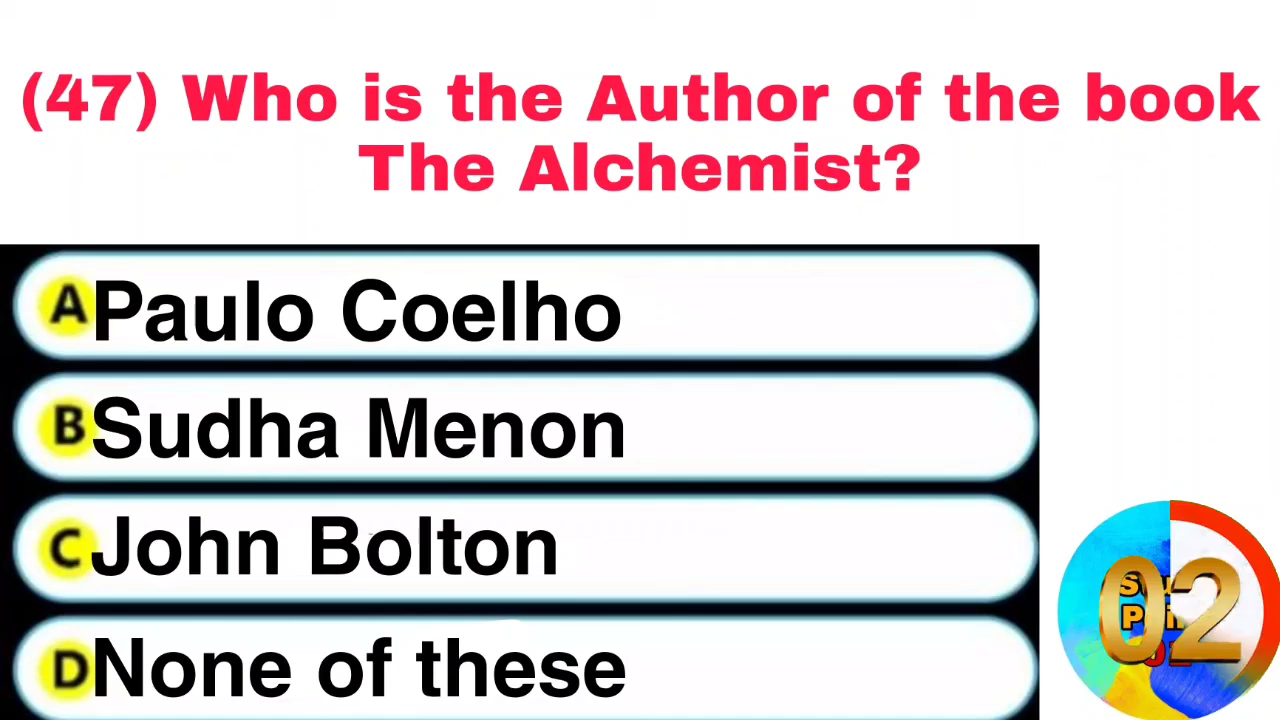 (47) Who is the Author of the book
The Alchemist?
A Paulo Coelho
B Sudha Menon
C John Bolton
D None of these
02